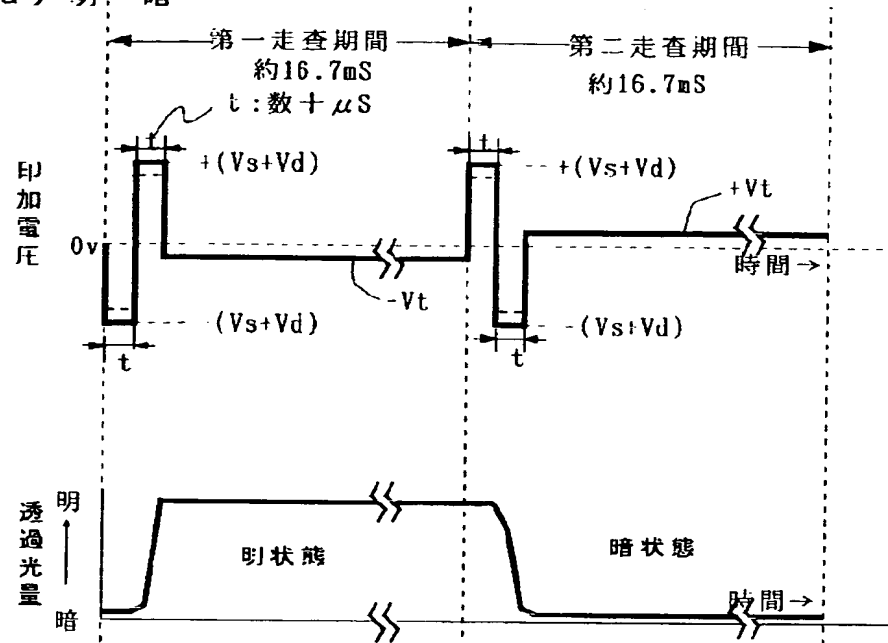 明 暗
第一走査期間
約16.7mS
t:数十μS
第二走査期間
約16.7mS
t
t
+(Vs+Vd)
+(Vs+Vd)
+Vt
印加電圧
0v
時間→
-Vt
-(Vs+Vd)
-(Vs+Vd)
t
t
透過光量
明
明状態
暗状態
時間→
暗